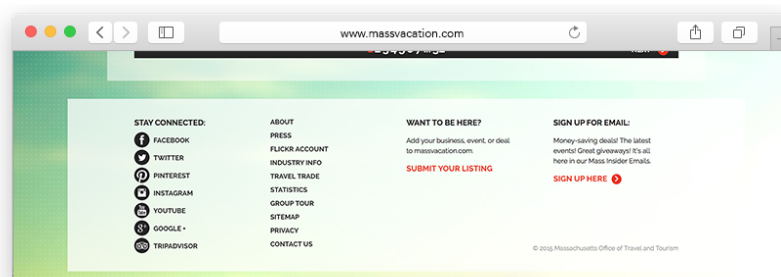 www.massvacation.com
STAY CONNECTED:
FACEBOOK
TWITTER
PINTEREST
INSTAGRAM
YOUTUBE
GOOGLE +
TRIPADVISOR
ABOUT
PRESS
FLICKR ACCOUNT
INDUSTRY INFO
TRAVEL TRADE
STATISTICS
GROUP TOUR
SITEMAP
PRIVACY
CONTACT US
WANT TO BE HERE?
Add your business, event, or deal
to massvacation.com.
SUBMIT YOUR LISTING
SIGN UP FOR EMAIL:
Money-saving deals! The latest
events! Great giveaways! It's all
here in our Mass Insider Emails.
SIGN UP HERE
© 2015 Massachusetts Office of Travel and Tourism